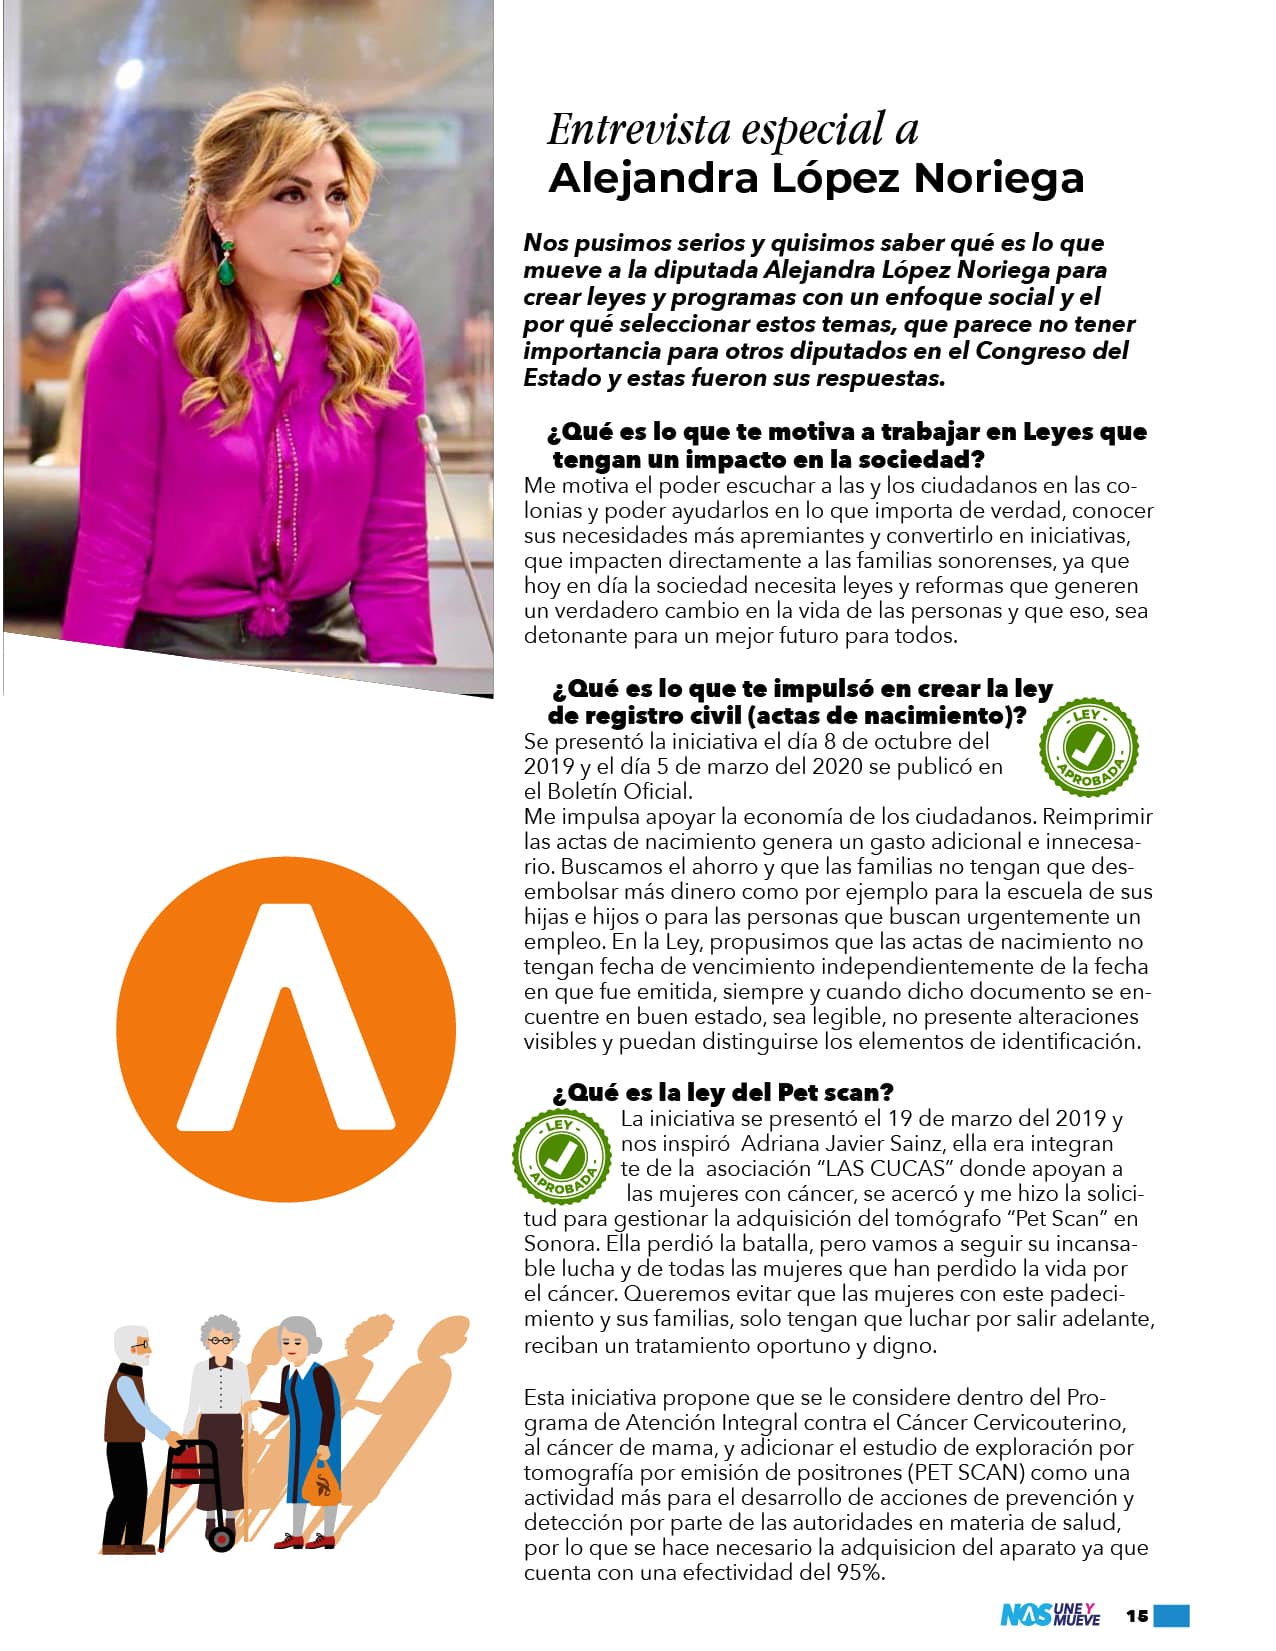 Entrevista especial a
Alejandra López Noriega
Nos pusimos serios y quisimos saber qué es lo que
mueve a la diputada Alejandra López Noriega para
crear leyes y programas con un enfoque social y el
por qué seleccionar estos temas, que parece no tener
importancia para otros diputados en el Congreso del
Estado y estas fueron sus respuestas.
¿Qué es lo que te motiva a trabajar en Leyes que
tengan un impacto en la sociedad?
Me motiva el poder escuchar a las y los ciudadanos en las co-
lonias y poder ayudarlos en lo que importa de verdad, conocer
sus necesidades más apremiantes y convertirlo en iniciativas,
que impacten directamente a las familias sonorenses, ya que
hoy en día la sociedad necesita leyes y reformas que generen
un verdadero cambio en la vida de las personas y que eso, sea
detonante para un mejor futuro para todos.
¿Qué es lo que te impulsó en crear la ley
de registro civil (actas de nacimiento)?
- LEY -
- APROBADA -
Se presentó la iniciativa el día 8 de octubre del
2019 y el día 5 de marzo del 2020 se publicó en
el Boletín Oficial.
Me impulsa apoyar la economía de los ciudadanos. Reimprimir
las actas de nacimiento genera un gasto adicional e innecesa-
rio. Buscamos el ahorro y que las familias no tengan que des-
embolsar más dinero como por ejemplo para la escuela de sus
hijas e hijos o para las personas que buscan urgentemente un
empleo. En la Ley, propusimos que las actas de nacimiento no
tengan fecha de vencimiento independientemente de la fecha
en que fue emitida, siempre y cuando dicho documento se en-
cuentre en buen estado, sea legible, no presente alteraciones
visibles y puedan distinguirse los elementos de identificación.
¿Qué es la ley del Pet scan?
- LEY -
- APROBADA -
La iniciativa se presentó el 19 de marzo del 2019 y
nos inspiró Adriana Javier Sainz, ella era integran
te de la asociación “LAS CUCAS” donde apoyan a
las mujeres con cáncer, se acercó y me hizo la solici-
tud para gestionar la adquisición del tomógrafo “Pet Scan” en
Sonora. Ella perdió la batalla, pero vamos a seguir su incansa-
ble lucha y de todas las mujeres que han perdido la vida por
el cáncer. Queremos evitar que las mujeres con este padeci-
miento y sus familias, solo tengan que luchar por salir adelante,
reciban un tratamiento oportuno y digno.
Esta iniciativa propone que se le considere dentro del Pro-
grama de Atención Integral contra el Cáncer Cervicouterino,
al cáncer de mama, y adicionar el estudio de exploración por
tomografía por emisión de positrones (PET SCAN) como una
actividad más para el desarrollo de acciones de prevención y
detección por parte de las autoridades en materia de salud,
por lo que se hace necesario la adquisicion del aparato ya que
cuenta con una efectividad del 95%.
NOS UNE Y MUEVE 15